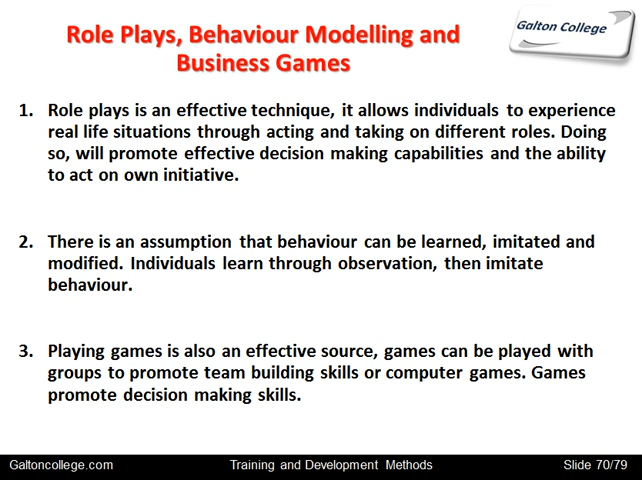 Role Plays, Behaviour Modelling and
Business Games
Galton College
1. Role plays is an effective technique, it allows individuals to experience
real life situations through acting and taking on different roles. Doing
so, will promote effective decision making capabilities and the ability
to act on own initiative.
2. There is an assumption that behaviour can be learned, imitated and
modified. Individuals learn through observation, then imitate
behaviour.
3. Playing games is also an effective source, games can be played with
groups to promote team building skills or computer games. Games
promote decision making skills.
Galtoncollege.com Training and Development Methods Slide 70/79